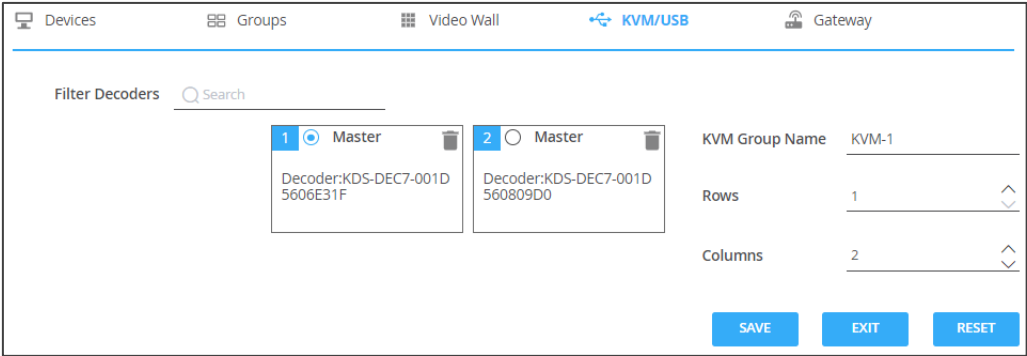 Devices
Groups
Video Wall
KVM/USB
Gateway
Filter Decoders
Search
1 Master
Decoder:KDS-DEC7-001D
5606E31F
2 Master
Decoder:KDS-DEC7-001D
560809D0
KVM Group Name KVM-1
Rows 1
Columns 2
SAVE
EXIT
RESET